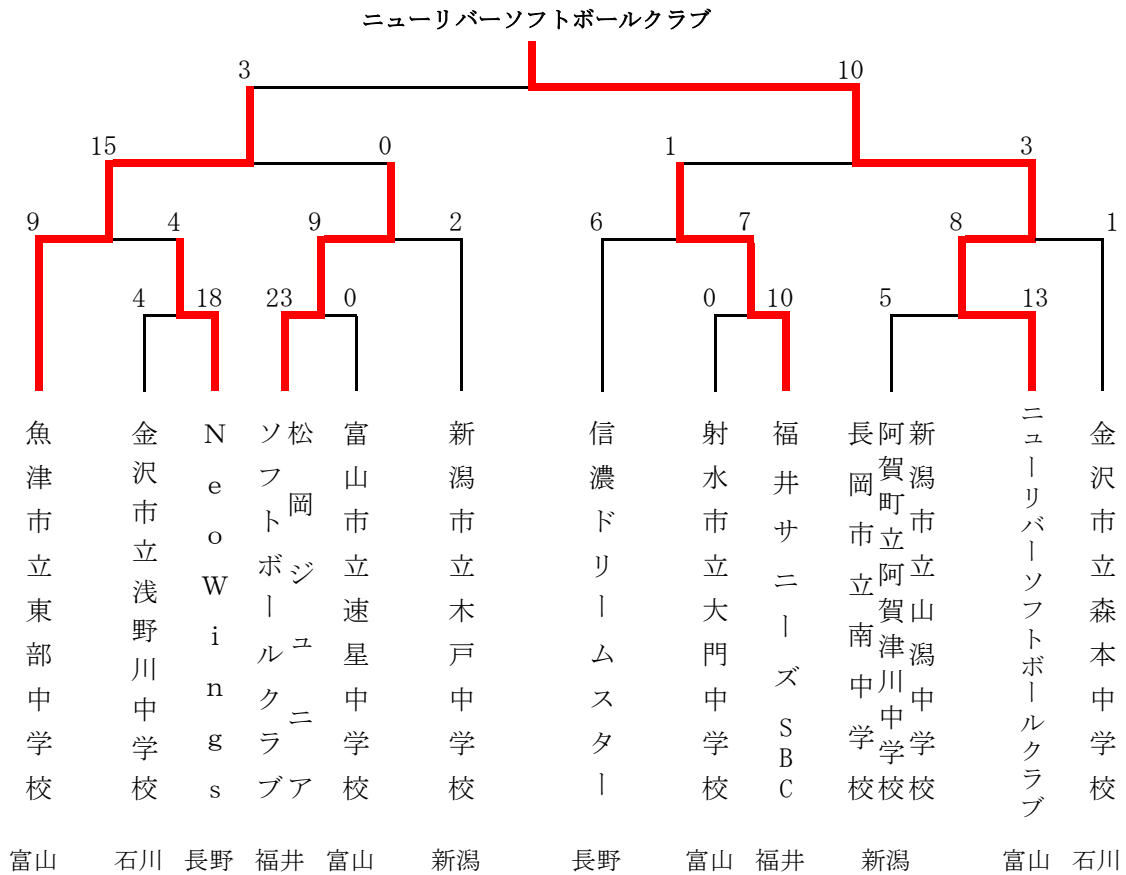 ニューリバーソフトボールクラブ
3 10
15 0 1 3
9 4 9 2 6 7 8 1
4 18 23 0 0 10 5 13
魚津市立東部中学校
金沢市立浅野川中学校
NeoWings
松岡ジュニア
ソフトボールクラブ
富山市立速星中学校
新潟市立木戸中学校
信濃ドリームスター
射水市立大門中学校
福井サニーズSBC
新潟市立山潟中学校
阿賀町立阿賀津川中学校
長岡市立南中学校
ニューリバーソフトボールクラブ
金沢市立森本中学校
富山 石川 長野 福井 富山 新潟 長野 富山 福井 新潟 富山 石川